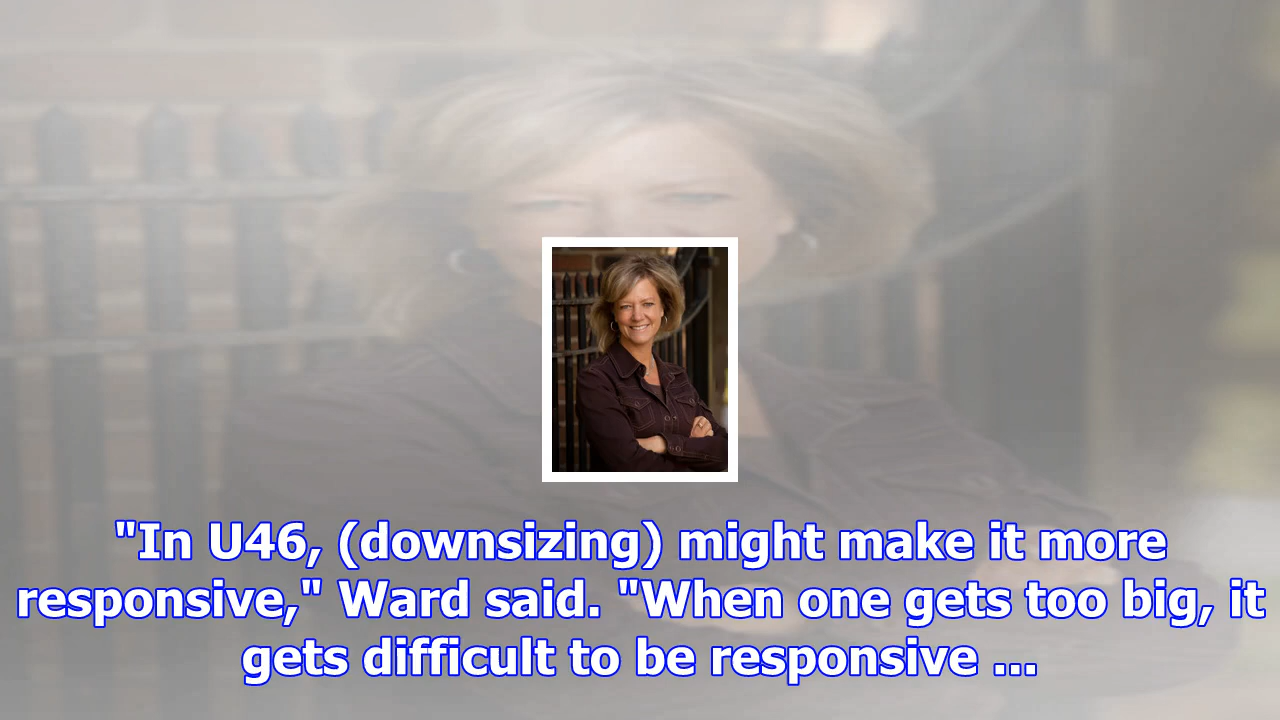 "In U46, (downsizing) might make it more
responsive," Ward said. "When one gets too big, it
gets difficult to be responsive ...